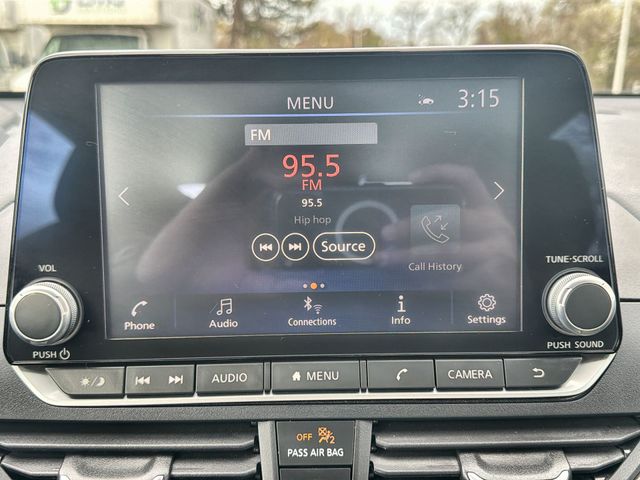 MENU
3:15
FM
95.5
FM
95.5
Hip hop
Source
Call History
Phone
Audio
Connections
Info
Settings
VOL
PUSH
TUNE·SCROLL
PUSH SOUND
AUDIO
MENU
CAMERA
OFF 2
PASS AIR BAG